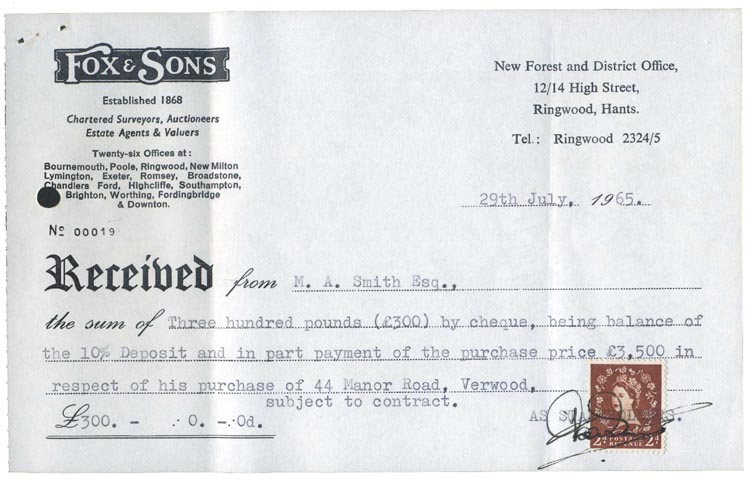 FOX & SONS
Established 1868
Chartered Surveyors, Auctioneers
Estate Agents & Valuers
Twenty-six Offices at :
Bournemouth, Poole, Ringwood, New Milton
Lymington, Exeter, Romsey, Broadstone,
Chandlers Ford, Highcliffe, Southampton,
Brighton, Worthing, Fordingbridge
& Downton.
New Forest and District Office,
12/14 High Street,
Ringwood, Hants.
Tel.: Ringwood 2324/5
29th July, 1965.
No 00019
Received from M. A. Smith Esq.,
the sum of Three hundred pounds (£300) by cheque, being balance of
the 10% Deposit and in part payment of the purchase price £3,500 in
respect of his purchase of 44 Manor Road, Verwood,
subject to contract.
£300. - : 0. -.0d.
AS
2d POSTAGE 2d
REVENUE